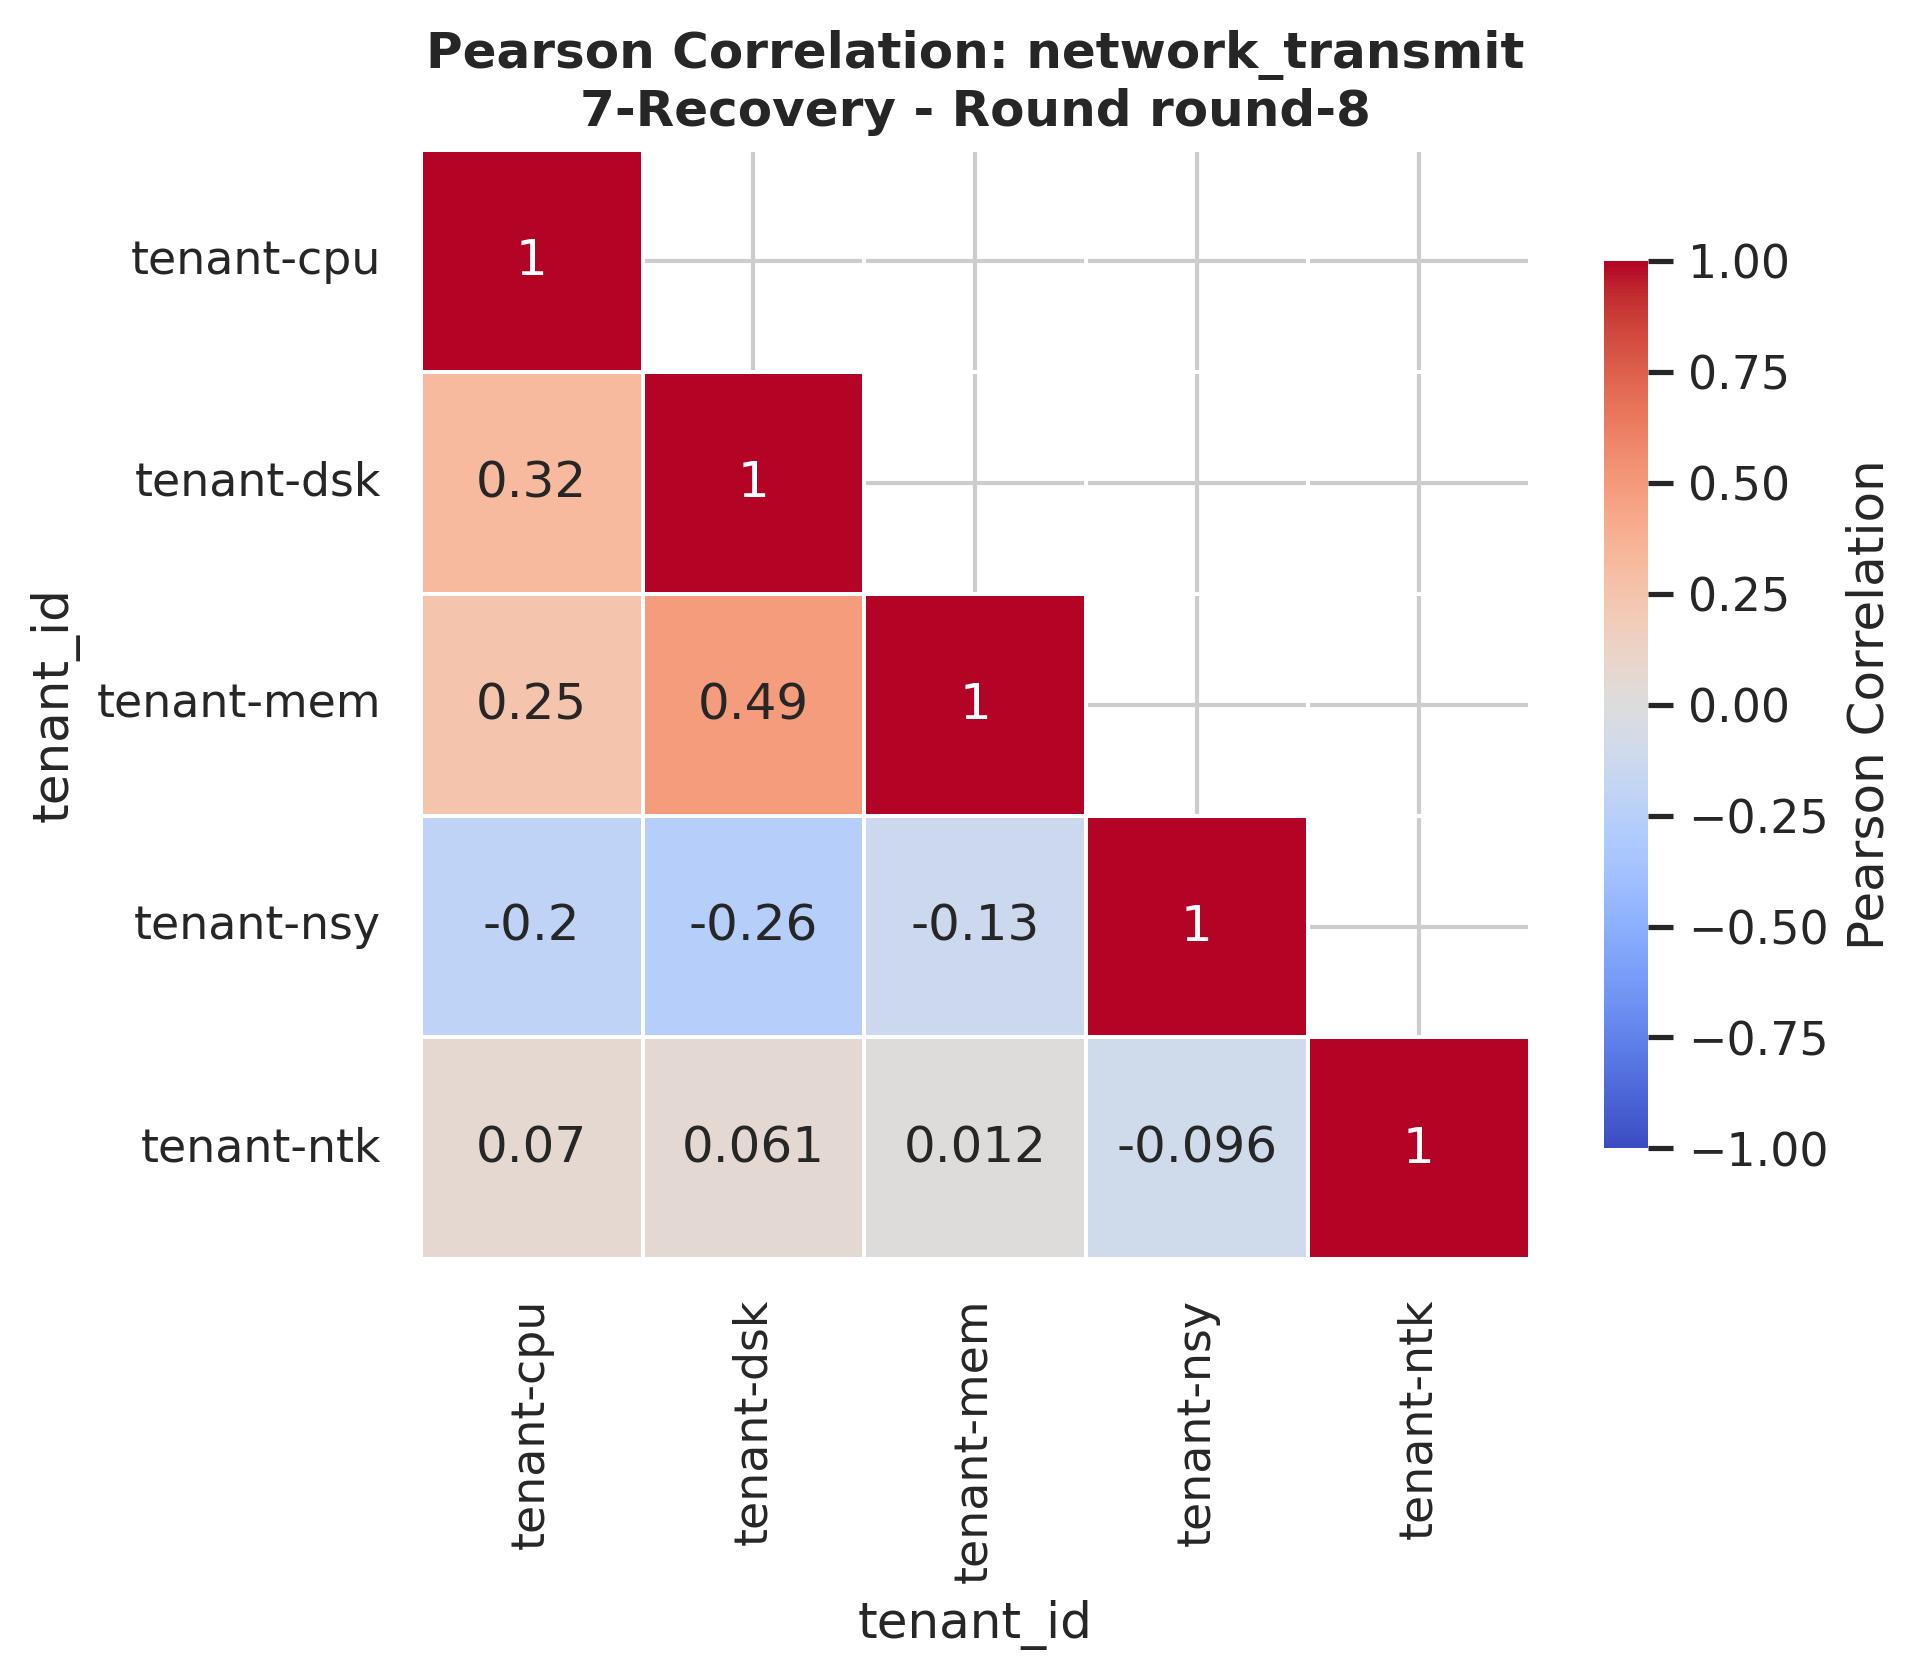 Pearson Correlation: network_transmit
7-Recovery - Round round-8
tenant_id
tenant-cpu
1
tenant-dsk
0.32 1
tenant-mem
0.25 0.49 1
tenant-nsy
-0.2 -0.26 -0.13 1
tenant-ntk
0.07 0.061 0.012 -0.096 1
tenant-cpu
tenant-dsk
tenant-mem
tenant-nsy
tenant-ntk
tenant_id
1.00
0.75
0.50
0.25
0.00
−0.25
−0.50
−0.75
−1.00
Pearson Correlation